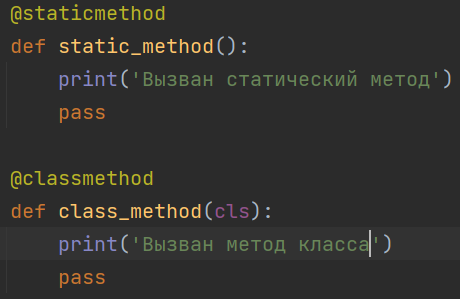 @staticmethod
def static_method():
print('Вызван статический метод')
pass
@classmethod
def class_method(cls):
print('Вызван метод класса')
pass